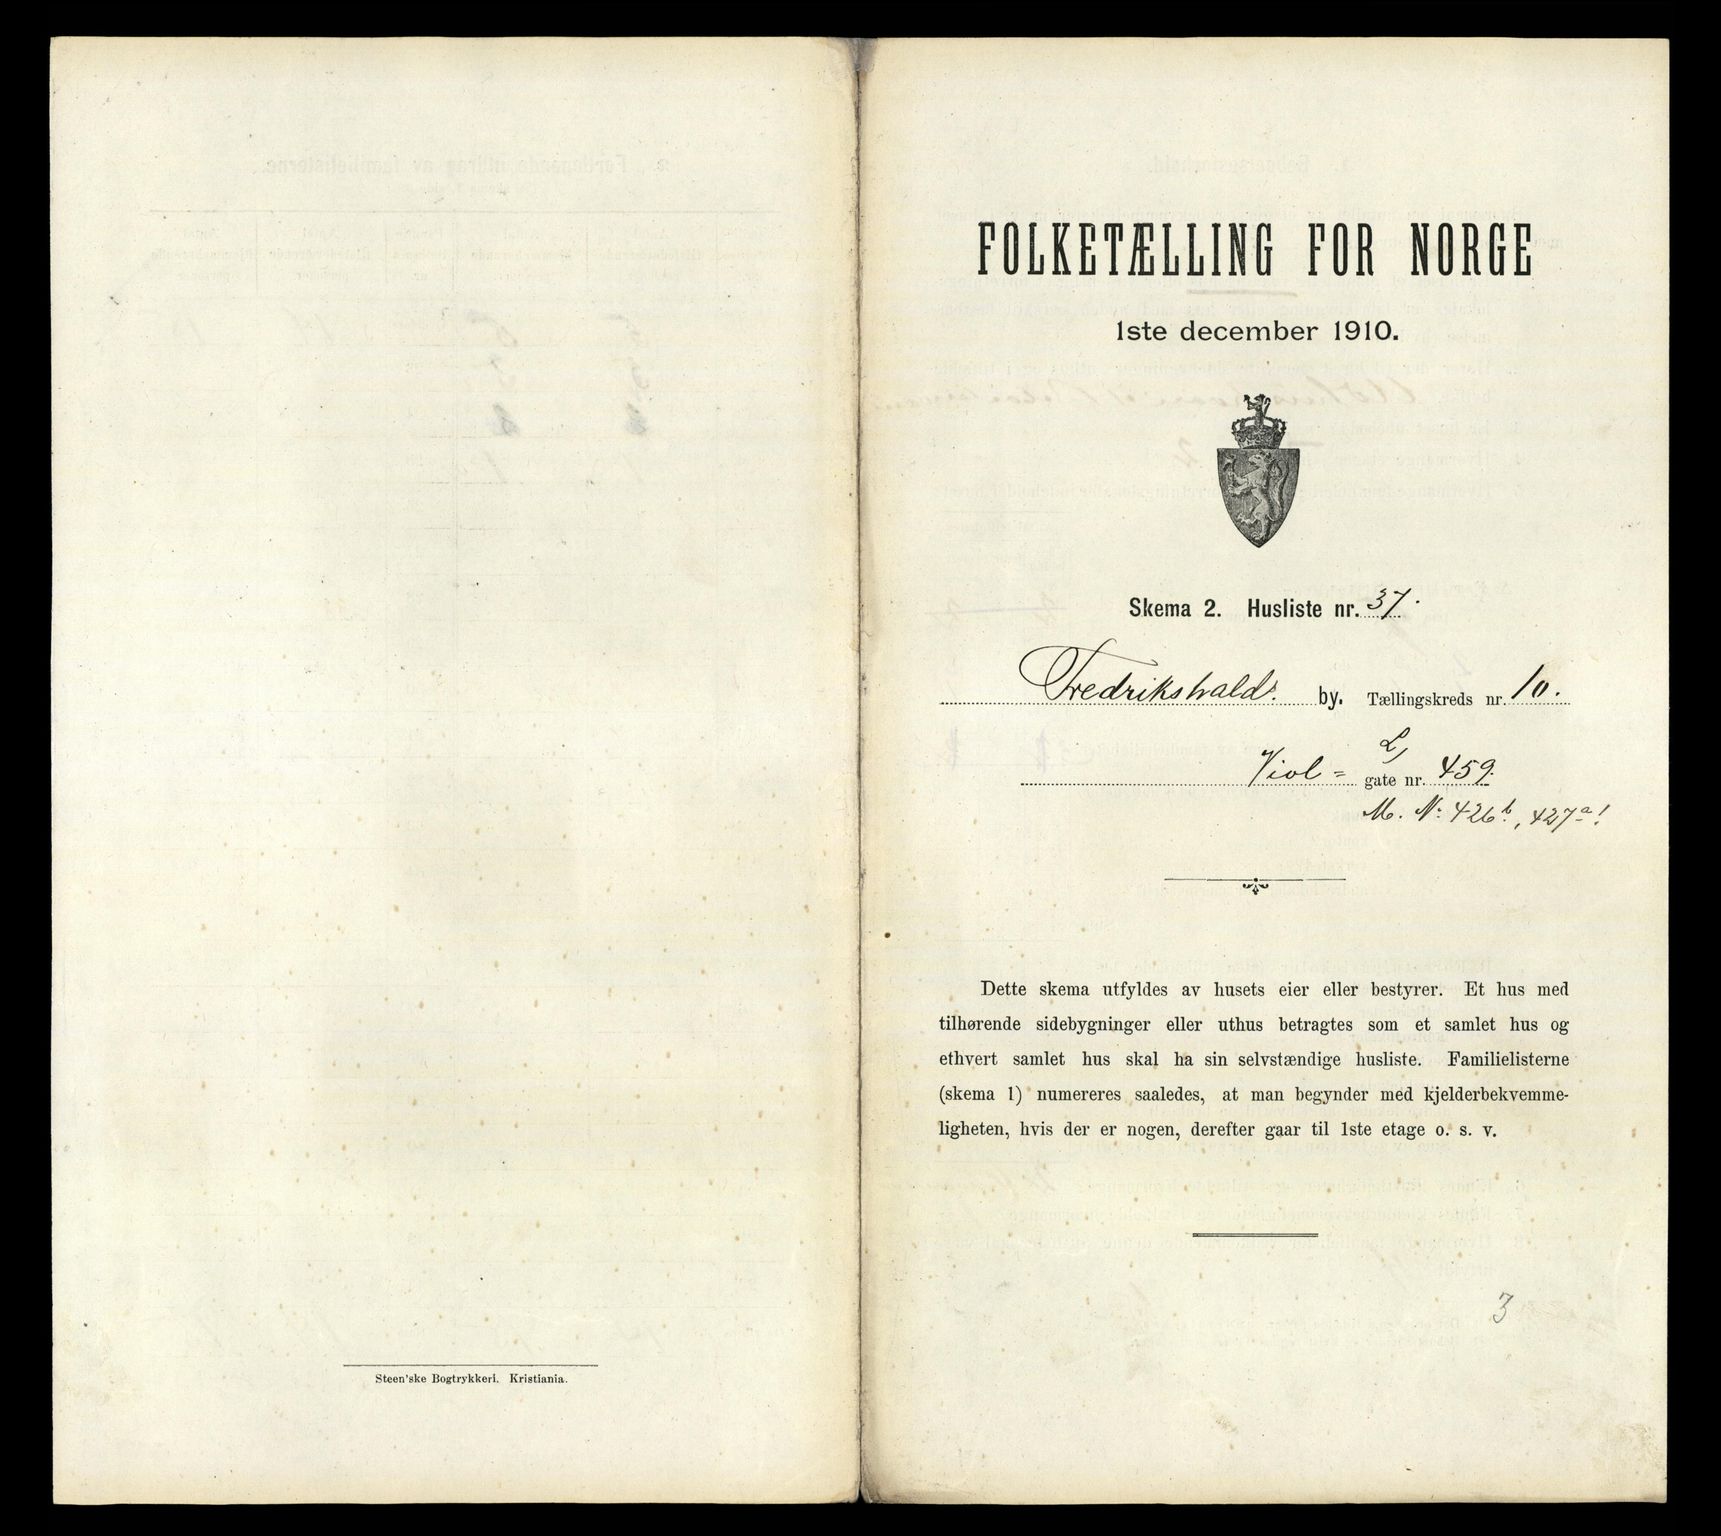 Steen'ske Bogtrykkeri. Kristiania.
FOLKETÆLLING FOR NORGE
1ste december 1910.
Skema 2. Husliste nr. 37.
Fredrikshalds. by. Tællingskreds nr. 10.
Viol = gate nr. 459.
M. Nº 426b., 427a!
Dette skema utfyldes av husets eier eller bestyrer. Et hus med
tilhørende sidebygninger eller uthus betragtes som et samlet hus og
ethvert samlet hus skal ha sin selvstændige husliste. Familielisterne
(skema 1) numereres saaledes, at man begynder med kjelderbekvemme-
ligheten, hvis der er nogen, derefter gaar til 1ste etage o. s. v.
3